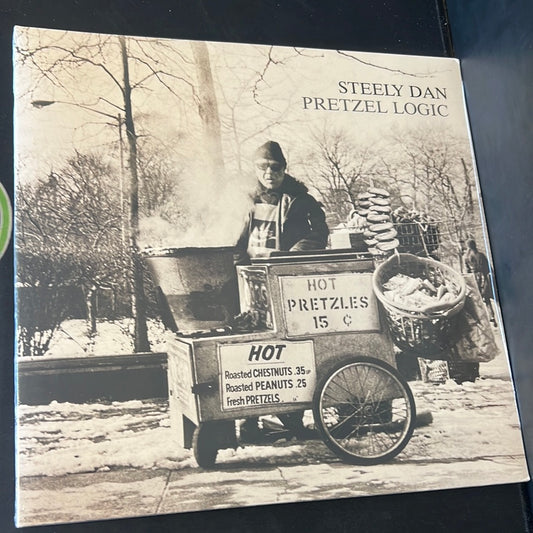 STEELY DAN
PRETZEL LOGIC
HOT
PRETZLES
15 ¢
HOT
Roasted CHESTNUTS .35
Roasted PEANUTS .25
Fresh PRETZELS.